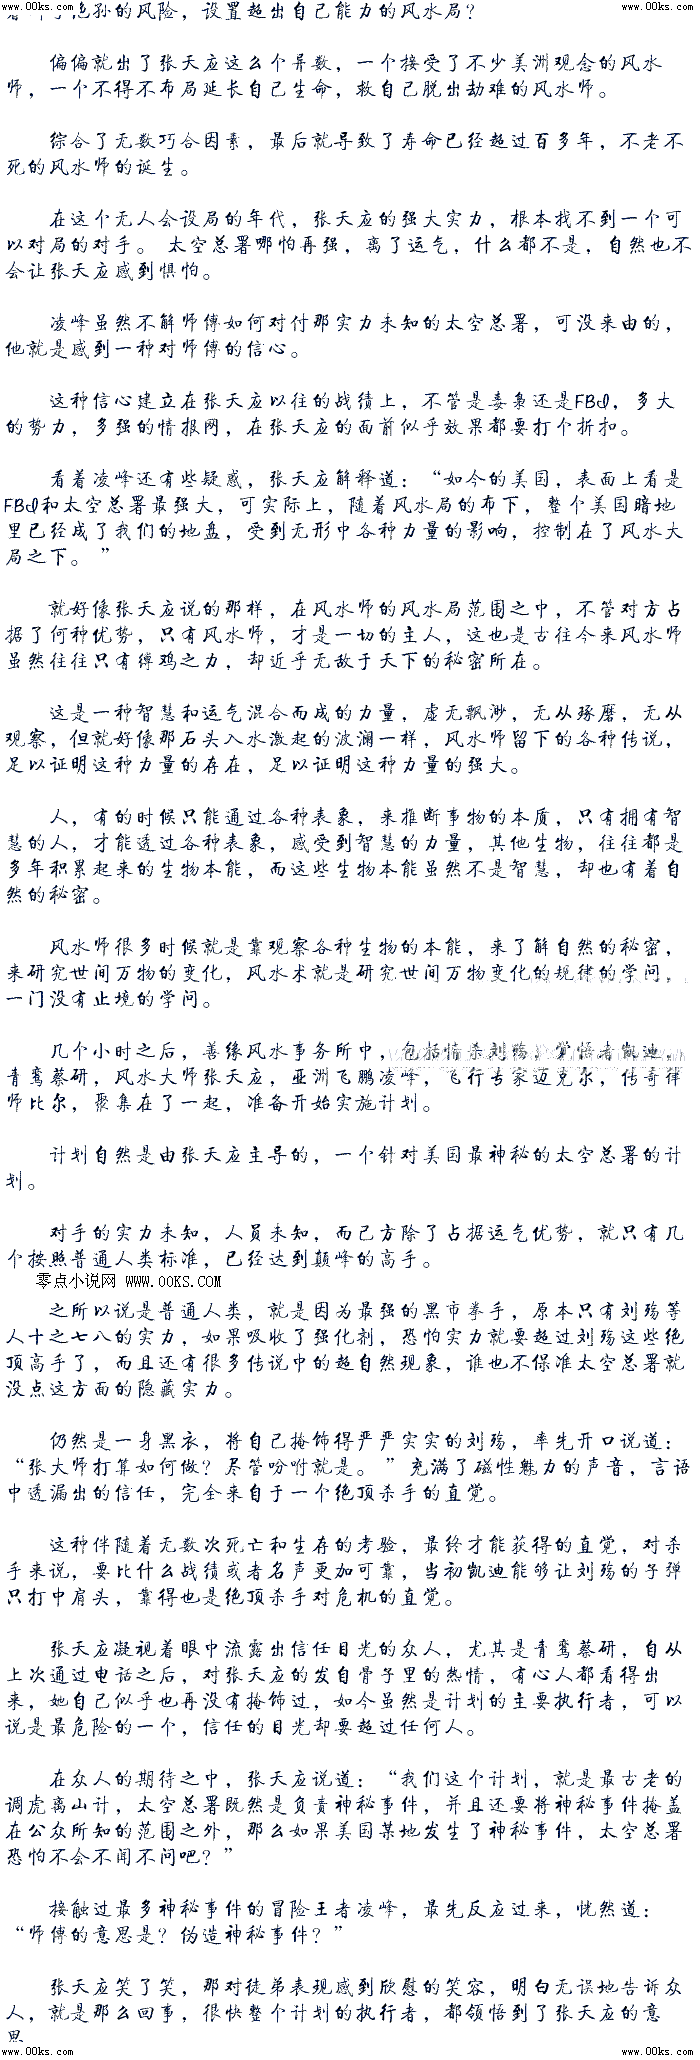 www.00ks.com www.00ks.com
着断子绝孙的风险，设置超出自己能力的风水局？
偏偏就出了张天应这么个异数，一个接受了不少美洲观念的风水
师，一个不得不布局延长自己生命，救自己脱出劫难的风水师。
综合了无数巧合因素，最后就导致了寿命已经超过百多年，不老不
死的风水师的诞生。
在这个无人会设局的年代，张天应的强大实力，根本找不到一个可
以对局的对手。 太空总署哪怕再强，离了运气，什么都不是，自然也不
会让张天应感到惧怕。
凌峰虽然不解师傅如何对付那实力未知的太空总署，可没来由的，
他就是感到一种对师傅的信心。
这种信心建立在张天应以往的战绩上，不管是毒枭还是FBI，多大
的势力，多强的情报网，在张天应的面前似乎效果都要打个折扣。
看着凌峰还有些疑惑，张天应解释道：“如今的美国，表面上看是
FBI和太空总署最强大，可实际上，随着风水局的布下，整个美国暗地
里已经成了我们的地盘，受到无形中各种力量的影响，控制在了风水大
局之下。 ”
就好像张天应说的那样，在风水师的风水局范围之中，不管对方占
据了何种优势，只有风水师，才是一切的主人，这也是古往今来风水师
虽然往往只有缚鸡之力，却近乎无敌于天下的秘密所在。
这是一种智慧和运气混合而成的力量，虚无飘渺，无从琢磨，无从
观察，但就好像那石头入水激起的波澜一样，风水师留下的各种传说，
足以证明这种力量的存在，足以证明这种力量的强大。
人，有的时候只能通过各种表象，来推断事物的本质，只有拥有智
慧的人，才能透过各种表象，感受到智慧的力量，其他生物，往往都是
多年积累起来的生物本能，而这些生物本能虽然不是智慧，却也有着自
然的秘密。
风水师很多时候就是靠观察各种生物的本能，来了解自然的秘密，
来研究世间万物的变化，风水术就是研究世间万物变化的规律的学问，
一门没有止境的学问。
几个小时之后，善缘风水事务所中，包括情杀刘殇，掌悟者凯迪，
青鸾蔡研，风水大师张天应，亚洲飞鹏凌峰，飞行专家迈克尔，传奇律
师比尔，聚集在了一起，准备开始实施计划。
计划自然是由张天应主导的，一个针对美国最神秘的太空总署的计
划。
对手的实力未知，人员未知，而己方除了占据运气优势，就只有几
个按照普通人类标准，已经达到颠峰的高手。
零点小说网 www.00KS.COM
之所以说是普通人类，就是因为最强的黑市拳手，原本只有刘殇等
人十之七八的实力，如果吸收了强化剂，恐怕实力就要超过刘殇这些绝
顶高手了，而且还有很多传说中的超自然现象，谁也不保准太空总署就
没点这方面的隐藏实力。
仍然是一身黑衣，将自己掩饰得严严实实的刘殇，率先开口说道：
“张大师打算如何做？尽管吩咐就是。 ”充满了磁性魅力的声音，言语
中透漏出的信任，完全来自于一个绝顶杀手的直觉。
这种伴随着无数次死亡和生存的考验，最终才能获得的直觉，对杀
手来说，要比什么战绩或者名声更加可靠，当初凯迪能够让刘殇的子弹
只打中肩头，靠得也是绝顶杀手对危机的直觉。
张天应凝视着眼中流露出信任目光的众人，尤其是青鸾蔡研，自从
上次通过电话之后，对张天应的发自骨子里的热情，有心人都看得出
来，她自己似乎也再没有掩饰过，如今虽然是计划的主要执行者，可以
说是最危险的一个，信任的目光却要超过任何人。
在众人的期待之中，张天应说道：“我们这个计划，就是最古老的
调虎离山计，太空总署既然是负责神秘事件，并且还要将神秘事件掩盖
在公众所知的范围之外，那么如果美国某地发生了神秘事件，太空总署
恐怕不会不闻不问吧？”
接触过最多神秘事件的冒险王者凌峰，最先反应过来，恍然道：
“师傅的意思是？伪造神秘事件？”
张天应笑了笑，那对徒弟表现感到欣慰的笑容，明白无误地告诉众
人，就是那么回事，很快整个计划的执行者，都领悟到了张天应的意
思
www.00ks.com www.00ks.com